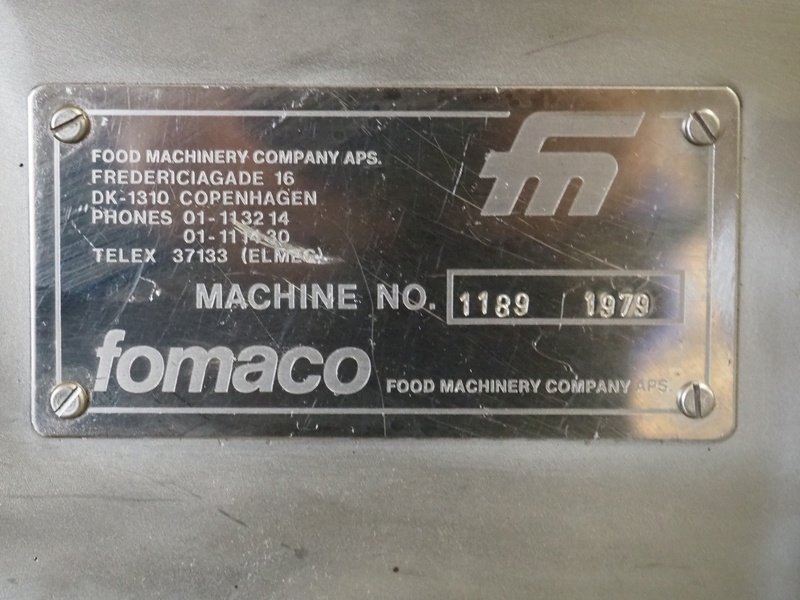 FOOD MACHINERY COMPANY APS.
FREDERICIAGADE 16
DK-1310 COPENHAGEN
PHONES 01-113214
01-111430
TELEX 37133 (ELMEC)
fm
MACHINE NO. 1189 / 1979
fomaco FOOD MACHINERY COMPANY APS.